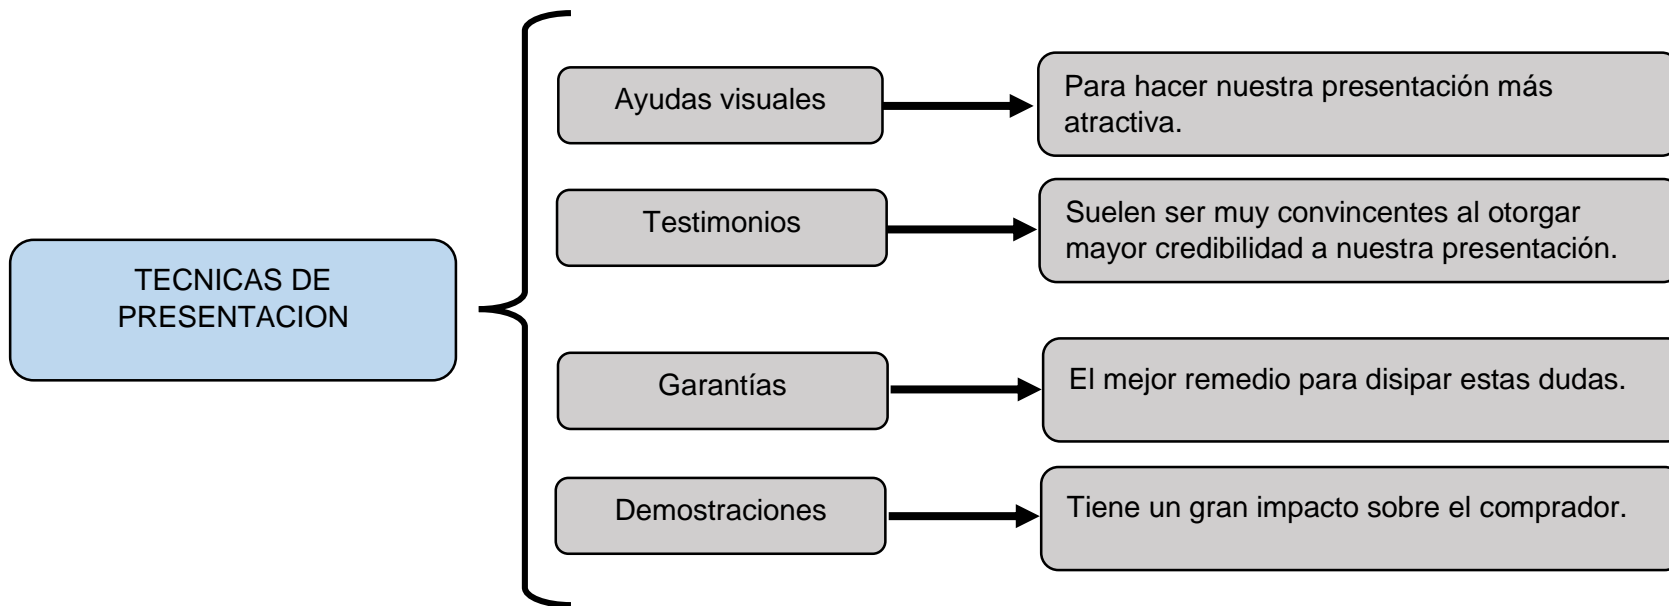 TECNICAS DE
PRESENTACION
Ayudas visuales
Para hacer nuestra presentación más
atractiva.
Testimonios
Suelen ser muy convincentes al otorgar
mayor credibilidad a nuestra presentación.
Garantías
El mejor remedio para disipar estas dudas.
Demostraciones
Tiene un gran impacto sobre el comprador.